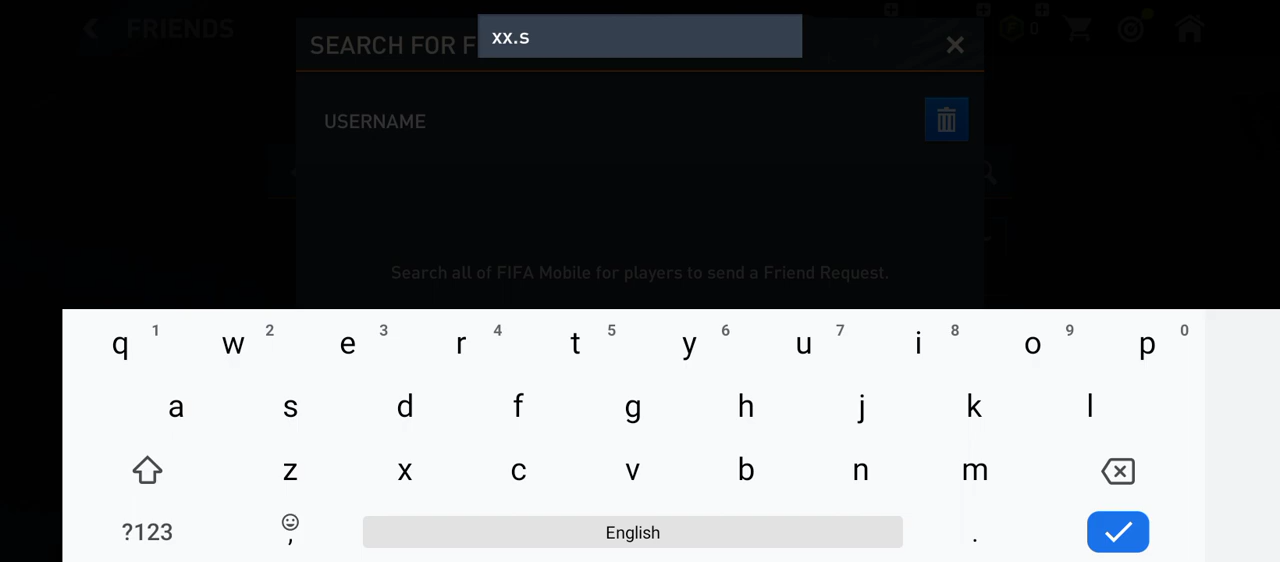 FRIENDS
xx.s
SEARCH FOR F
0
USERNAME
Search all of FIFA Mobile for players to send a Friend Request.
q 1 w 2 e 3 r 4 t 5 y 6 u 7 i 8 o 9 p 0
a s d f g h j k l
z x c v b n m
?123 , English .